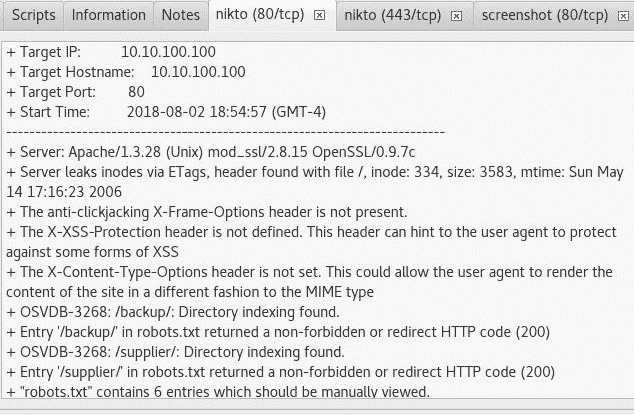 Scripts Information Notes nikto (80/tcp) nikto (443/tcp) screenshot (80/tcp)
+ Target IP: 10.10.100.100
+ Target Hostname: 10.10.100.100
+ Target Port: 80
+ Start Time: 2018-08-02 18:54:57 (GMT-4)
---------------------------------------------------------------------------
+ Server: Apache/1.3.28 (Unix) mod_ssl/2.8.15 OpenSSL/0.9.7c
+ Server leaks inodes via ETags, header found with file /, inode: 334, size: 3583, mtime: Sun May
14 17:16:23 2006
+ The anti-clickjacking X-Frame-Options header is not present.
+ The X-XSS-Protection header is not defined. This header can hint to the user agent to protect
against some forms of XSS
+ The X-Content-Type-Options header is not set. This could allow the user agent to render the
content of the site in a different fashion to the MIME type
+ OSVDB-3268: /backup/: Directory indexing found.
+ Entry '/backup/' in robots.txt returned a non-forbidden or redirect HTTP code (200)
+ OSVDB-3268: /supplier/: Directory indexing found.
+ Entry '/supplier/' in robots.txt returned a non-forbidden or redirect HTTP code (200)
+ "robots.txt" contains 6 entries which should be manually viewed.